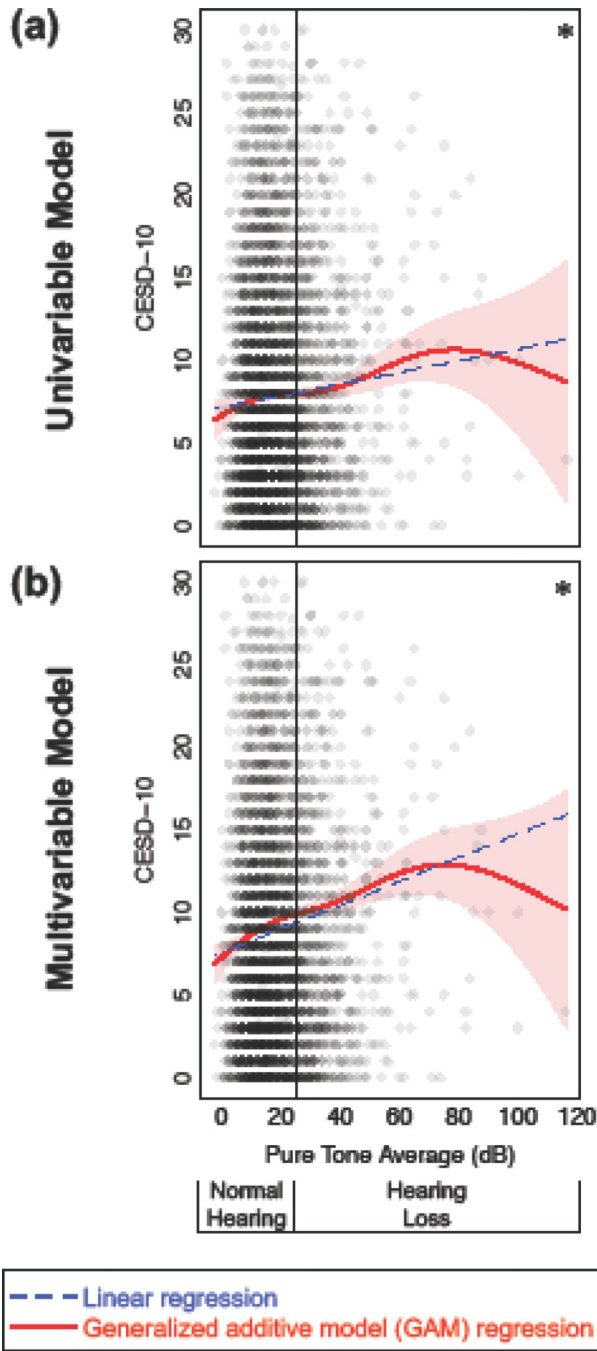 (a)
*
Univariable Model
CESD-10
30
25
20
15
10
5
0
(b)
*
Multivariable Model
CESD-10
30
25
20
15
10
5
0
0 20 40 60 80 100 120
Pure Tone Average (dB)
Normal Hearing
Hearing Loss
Linear regression
Generalized additive model (GAM) regression